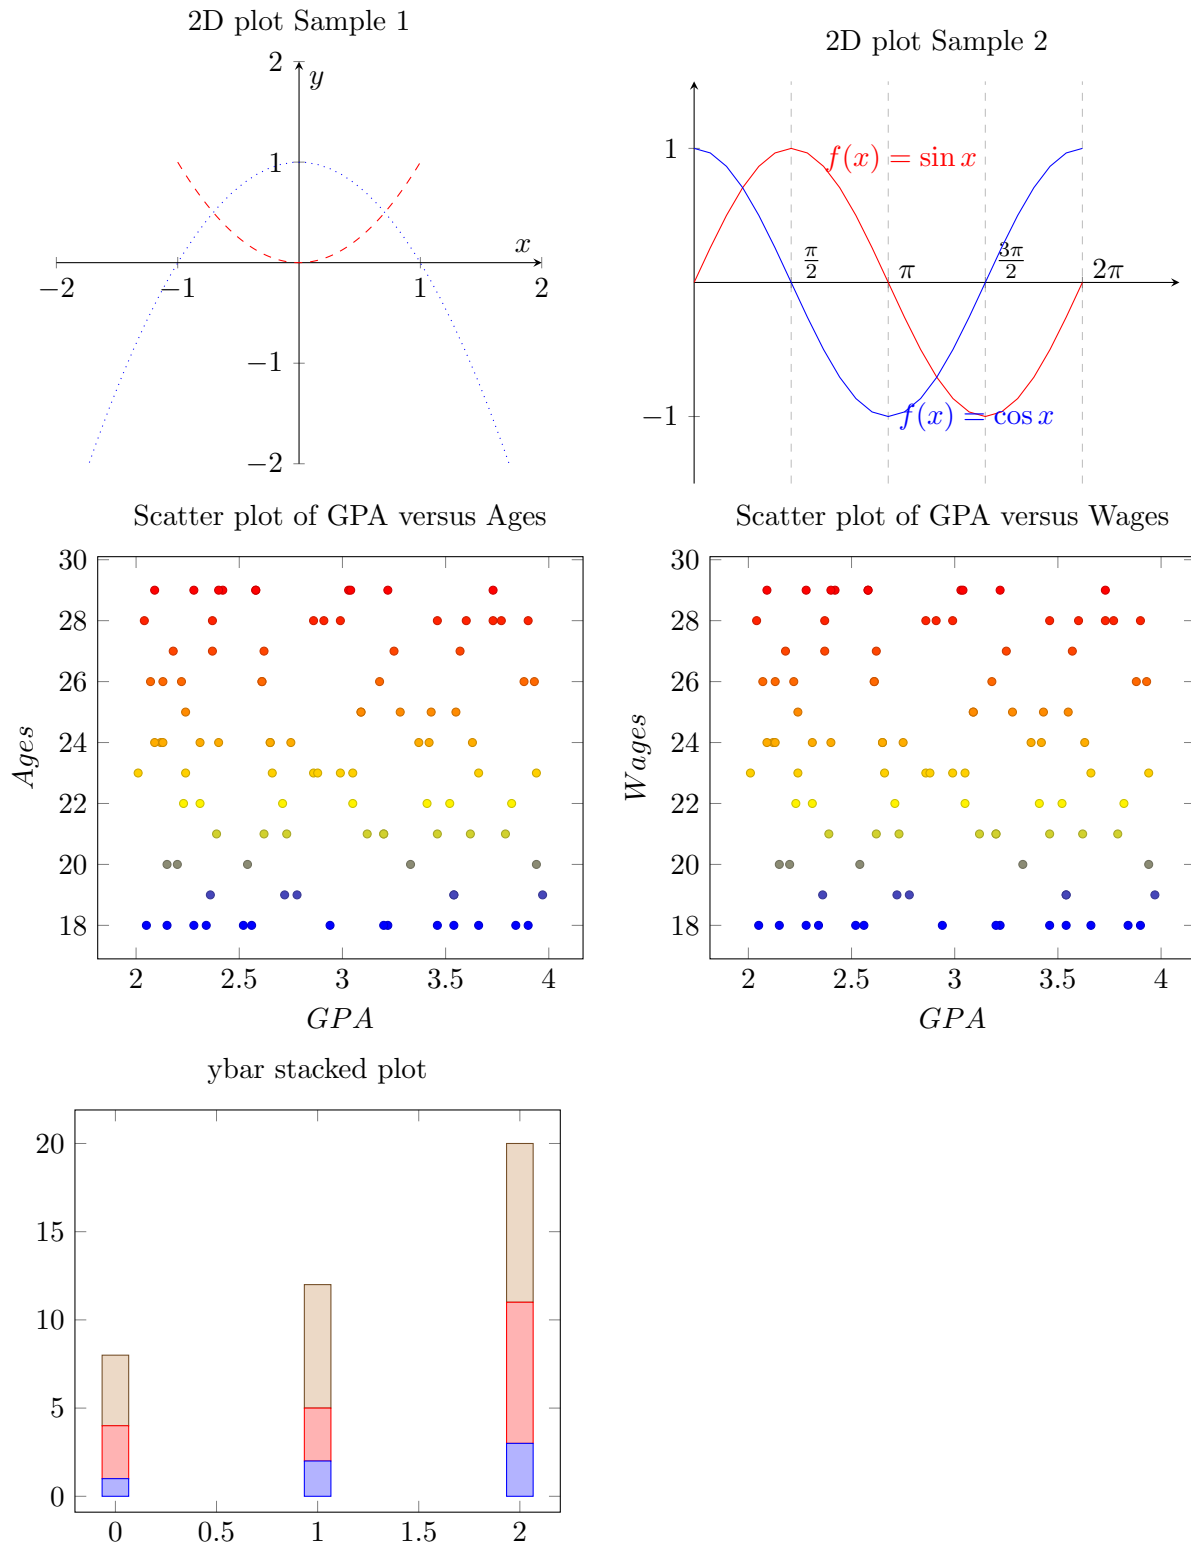 2D plot Sample 1
2
y
1
x
−2
−1
1
2
−1
−2
2D plot Sample 2
1
f(x) = sin x
π/2
π
3π/2
2π
−1
f(x) = cos x
Scatter plot of GPA versus Ages
30
28
26
24
22
20
18
Ages
2
2.5
3
3.5
4
GPA
Scatter plot of GPA versus Wages
30
28
26
24
22
20
18
Wages
2
2.5
3
3.5
4
GPA
ybar stacked plot
20
15
10
5
0
0
0.5
1
1.5
2